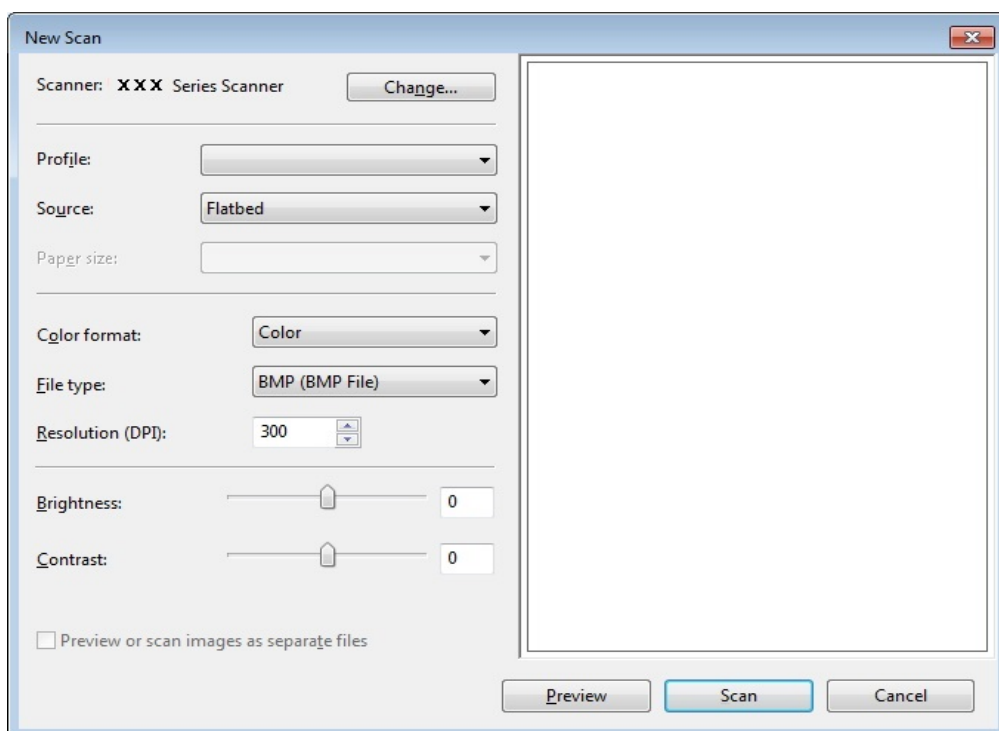 New Scan
Scanner: XXX Series Scanner Change...
Profile:
Source: Flatbed
Paper size:
Color format: Color
File type: BMP (BMP File)
Resolution (DPI): 300
Brightness: 0
Contrast: 0
Preview or scan images as separate files
Preview Scan Cancel